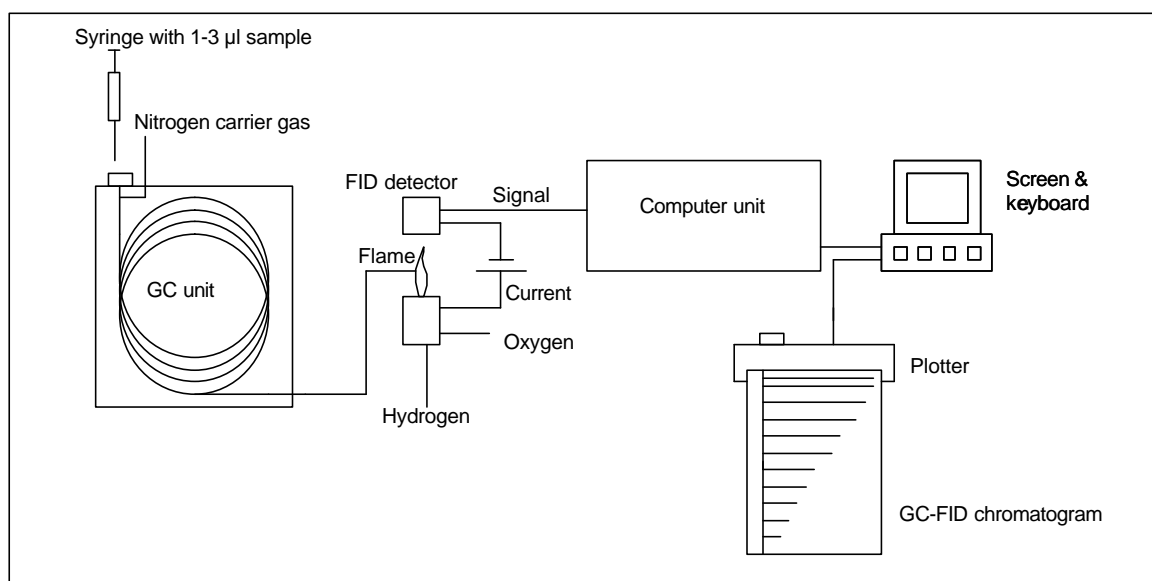 Syringe with 1-3 µl sample
Nitrogen carrier gas
FID detector
Signal
Computer unit
Screen &
keyboard
Flame
GC unit
Current
Oxygen
Plotter
Hydrogen
GC-FID chromatogram